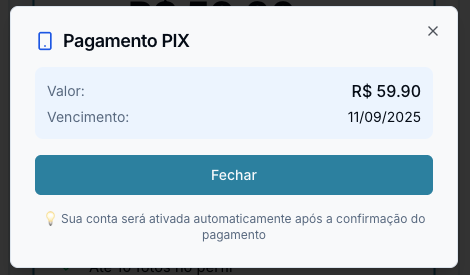 Pagamento PIX
Valor:
R$ 59.90
Vencimento:
11/09/2025
Fechar
💡 Sua conta será ativada automaticamente após a confirmação do
pagamento